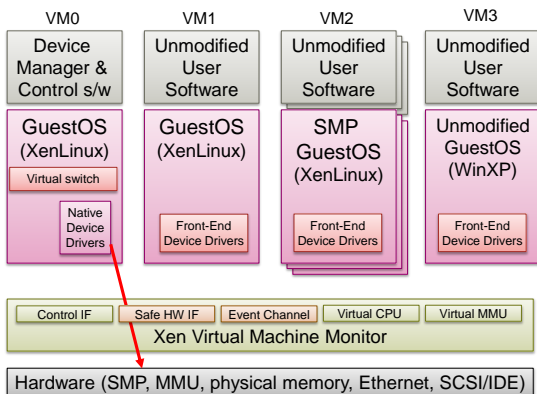 VM0
VM1
VM2
VM3
Device
Manager &
Control s/w
Unmodified
User
Software
Unmodified
User
Software
Unmodified
User
Software
GuestOS
(XenLinux)
Virtual switch
Native
Device
Drivers
GuestOS
(XenLinux)
Front-End
Device Drivers
SMP
GuestOS
(XenLinux)
Front-End
Device Drivers
Unmodified
GuestOS
(WinXP)
Front-End
Device Drivers
Control IF
Safe HW IF
Event Channel
Virtual CPU
Virtual MMU
Xen Virtual Machine Monitor
Hardware (SMP, MMU, physical memory, Ethernet, SCSI/IDE)